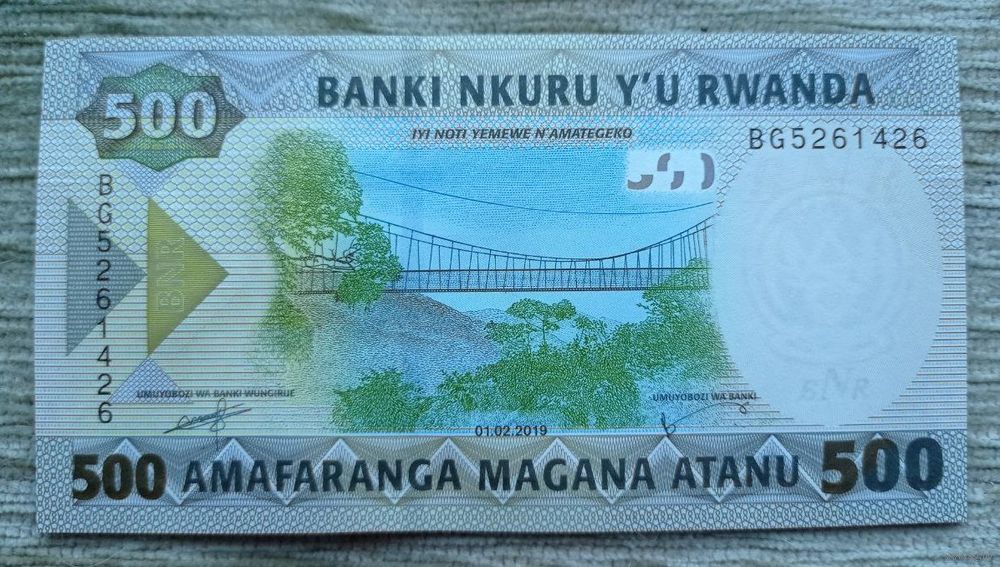 500
BANKI NKURU Y'U RWANDA
IYI NOTI YEMEWE N'AMATEGEKO
BG5261426
BG5261426
BNR
UMUYOBOZI WA BANKI WUNGIRIJE
UMUYOBOZI WA BANKI
01.02.2019
500 AMAFARANGA MAGANA ATANU 500